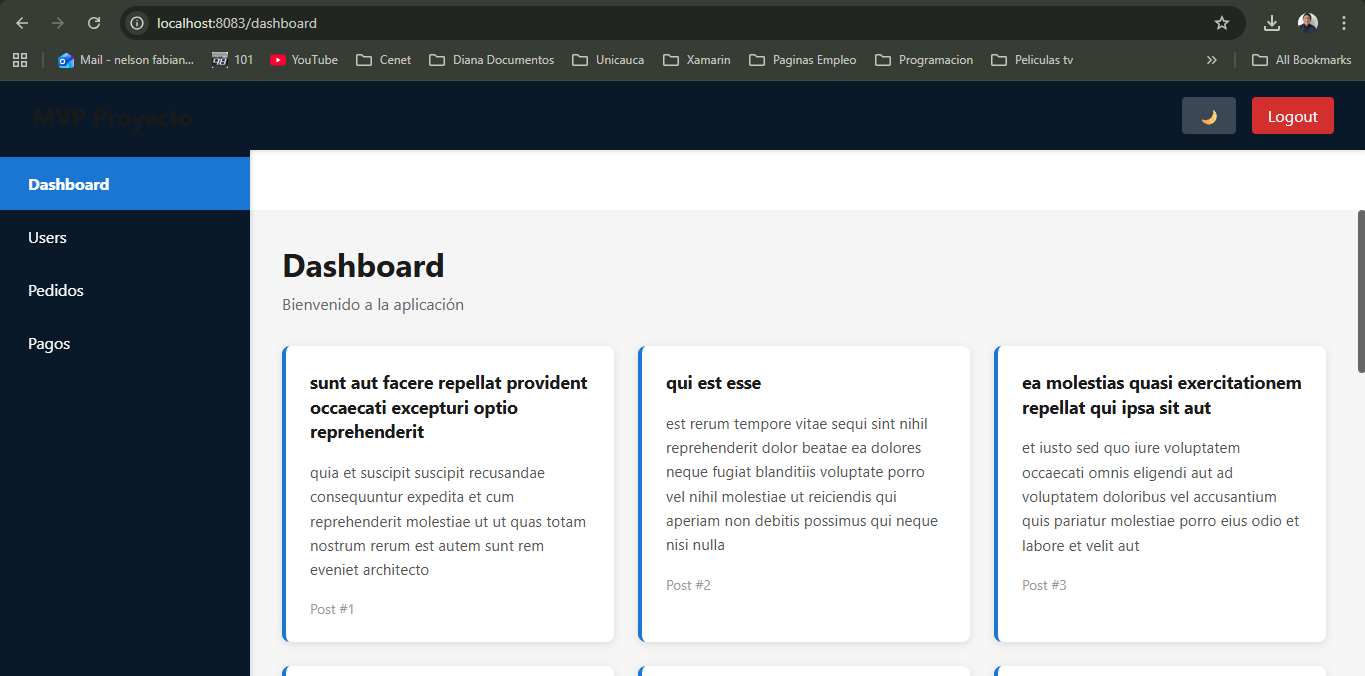 localhost:8083/dashboard
Mail - nelson fabian... 101 YouTube Cenet Diana Documentos Unicauca Xamarin Paginas Empleo Programacion Peliculas tv » All Bookmarks
MVP Proyecto
Logout
Dashboard
Users
Pedidos
Pagos
Dashboard
Bienvenido a la aplicación
sunt aut facere repellat provident
occaecati excepturi optio
reprehenderit
quia et suscipit suscipit recusandae
consequuntur expedita et cum
reprehenderit molestiae ut ut quas totam
nostrum rerum est autem sunt rem
eveniet architecto
Post #1
qui est esse
est rerum tempore vitae sequi sint nihil
reprehenderit dolor beatae ea dolores
neque fugiat blanditiis voluptate porro
vel nihil molestiae ut reiciendis qui
aperiam non debitis possimus qui neque
nisi nulla
Post #2
ea molestias quasi exercitationem
repellat qui ipsa sit aut
et iusto sed quo iure voluptatem
occaecati omnis eligendi aut ad
voluptatem doloribus vel accusantium
quis pariatur molestiae porro eius odio et
labore et velit aut
Post #3